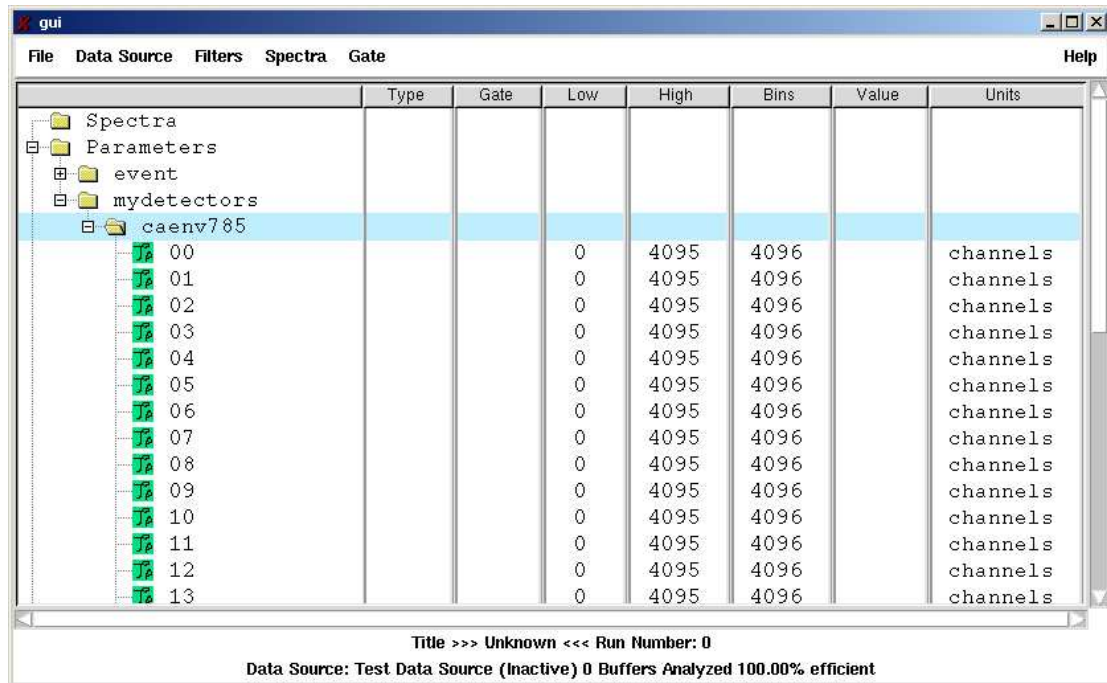 gui
File Data Source Filters Spectra Gate Help
Type Gate Low High Bins Value Units
Spectra
Parameters
event
mydetectors
caenv785
00 0 4095 4096 channels
01 0 4095 4096 channels
02 0 4095 4096 channels
03 0 4095 4096 channels
04 0 4095 4096 channels
05 0 4095 4096 channels
06 0 4095 4096 channels
07 0 4095 4096 channels
08 0 4095 4096 channels
09 0 4095 4096 channels
10 0 4095 4096 channels
11 0 4095 4096 channels
12 0 4095 4096 channels
13 0 4095 4096 channels
Title >>> Unknown <<< Run Number: 0
Data Source: Test Data Source (Inactive) 0 Buffers Analyzed 100.00% efficient